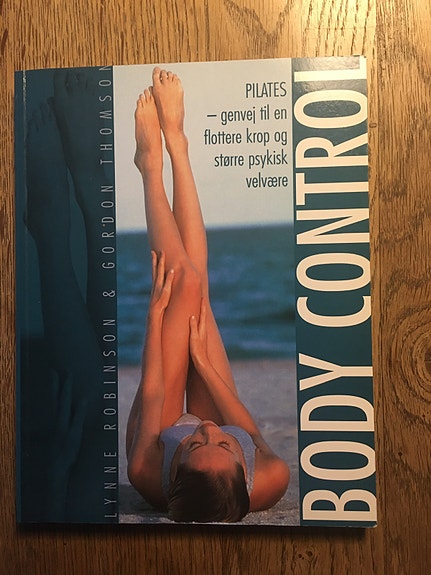 PILATES
– genvej til en
flottere krop og
større psykisk
velvære
BODY CONTROL
LYNNE ROBINSON & GORDON THOMSON